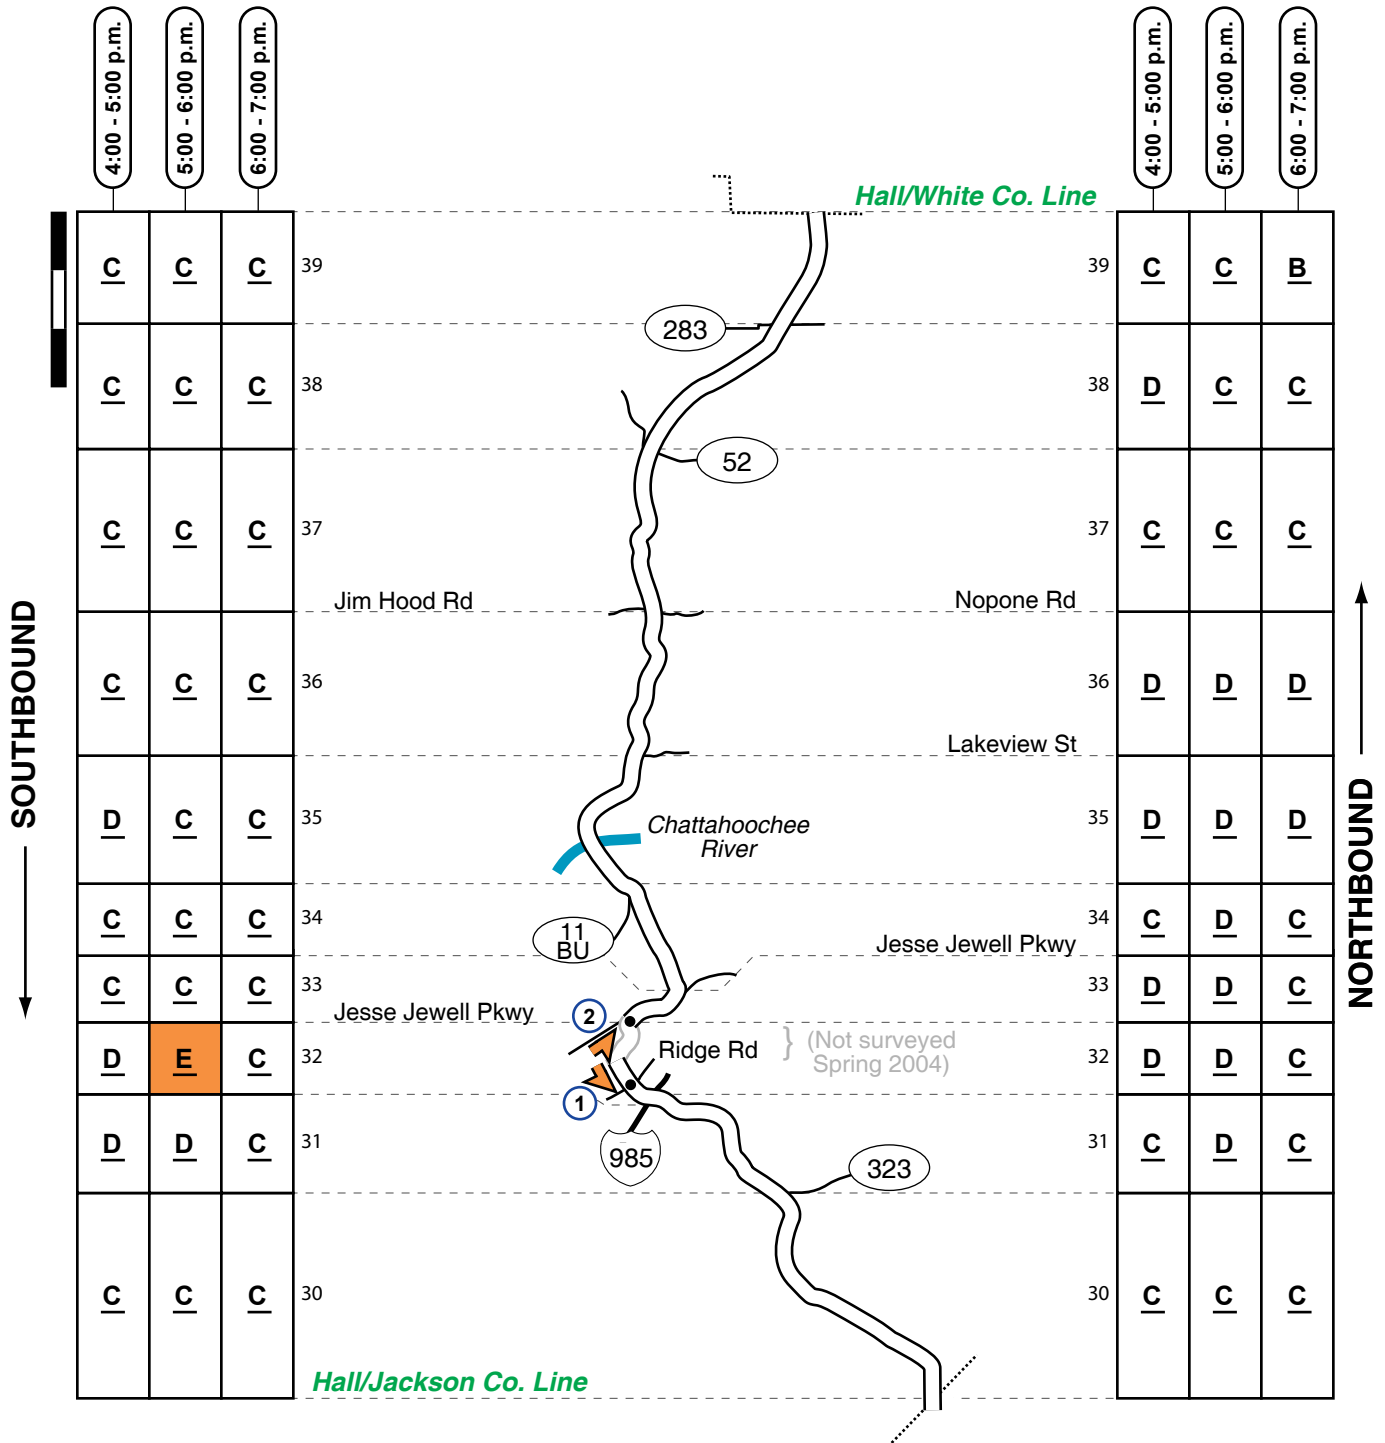 4:00 - 5:00 p.m.
5:00 - 6:00 p.m.
6:00 - 7:00 p.m.
4:00 - 5:00 p.m.
5:00 - 6:00 p.m.
6:00 - 7:00 p.m.
Hall/White Co. Line
C C C 39 39 C C B
283
C C C 38 38 D C C
52
C C C 37 37 C C C
Jim Hood Rd Nopone Rd
SOUTHBOUND
NORTHBOUND
C C C 36 36 D D D
Lakeview St
D C C 35 35 D D D
Chattahoochee
River
C C C 34 34 C D C
11
BU
Jesse Jewell Pkwy
C C C 33 33 D D C
Jesse Jewell Pkwy
2
D E C 32 32 D D C
Ridge Rd
} (Not surveyed
Spring 2004)
1
D D C 31 31 C D C
985
323
C C C 30 30 C C C
Hall/Jackson Co. Line